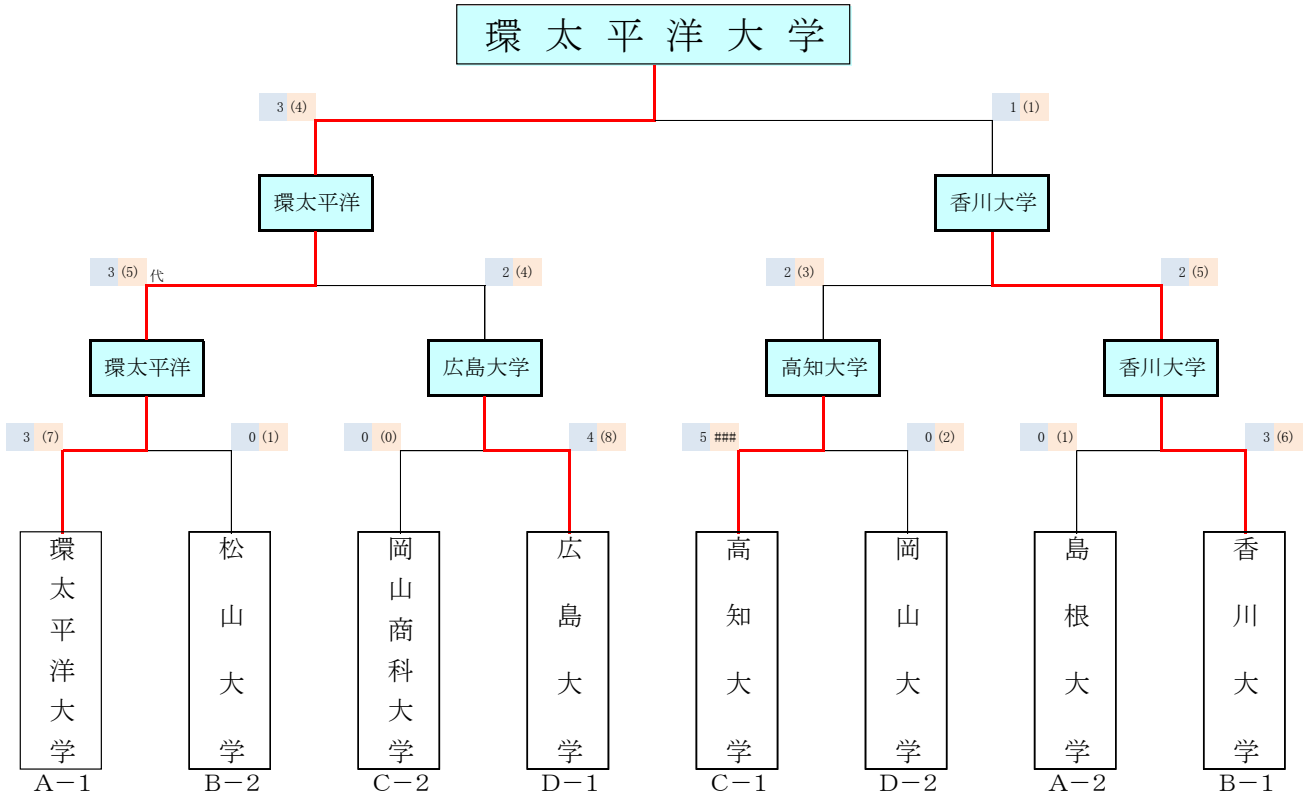 環太平洋大学
3 (4)
1 (1)
環太平洋
香川大学
3 (5) 代
2 (4)
2 (3)
2 (5)
環太平洋
広島大学
高知大学
香川大学
3 (7)
0 (1)
0 (0)
4 (8)
5 ###
0 (2)
0 (1)
3 (6)
環太平洋大学
松山大学
岡山商科大学
広島大学
高知大学
岡山大学
島根大学
香川大学
A－1
B－2
C－2
D－1
C－1
D－2
A－2
B－1